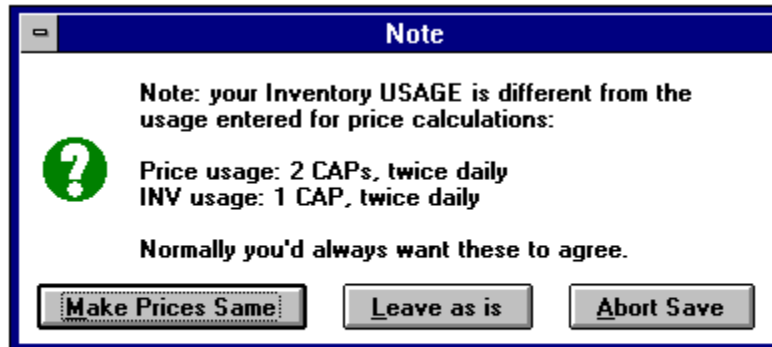 Note
Note: your Inventory USAGE is different from the
usage entered for price calculations:
Price usage: 2 CAPs, twice daily
INV usage: 1 CAP, twice daily
Normally you'd always want these to agree.
Make Prices Same Leave as is Abort Save